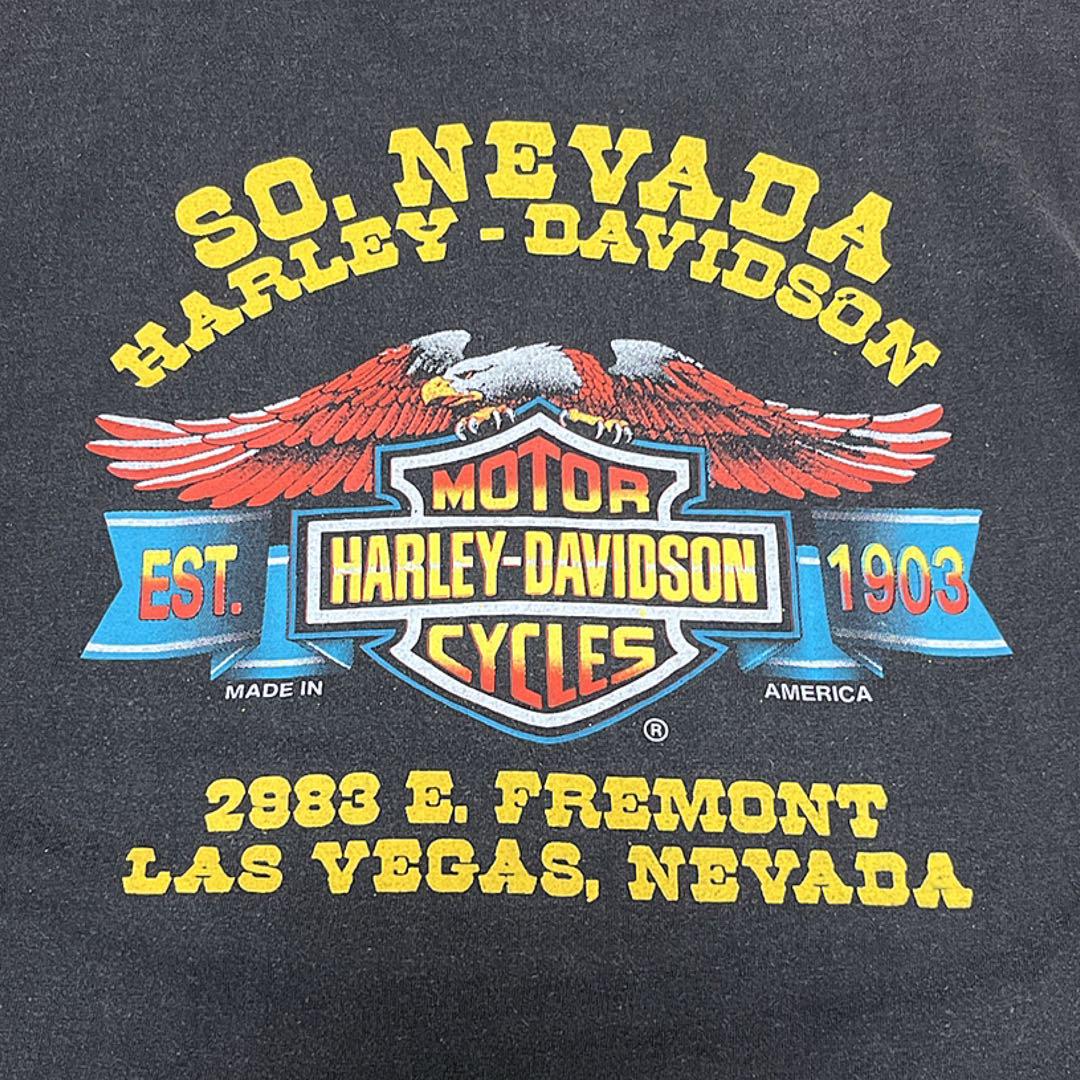 SO. NEVADA
HARLEY - DAVIDSON
MOTOR
EST. HARLEY-DAVIDSON 1903
CYCLES
MADE IN AMERICA
®
2983 E. FREMONT
LAS VEGAS, NEVADA